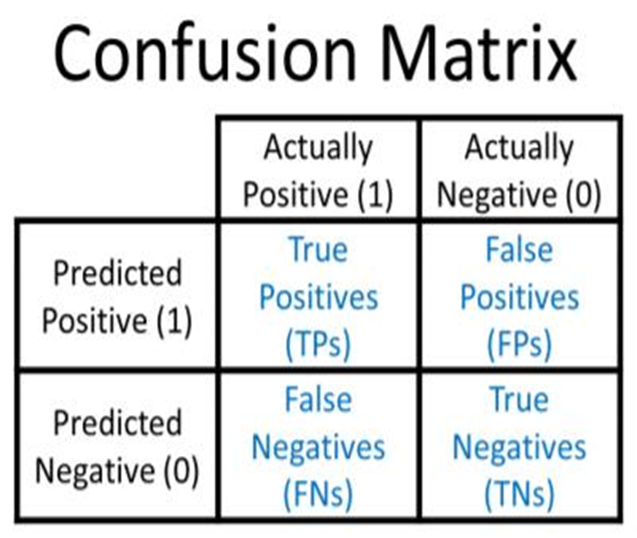 Confusion Matrix
Actually
Positive (1)
Actually
Negative (0)
Predicted
Positive (1)
True
Positives
(TPs)
False
Positives
(FPs)
Predicted
Negative (0)
False
Negatives
(FNs)
True
Negatives
(TNs)